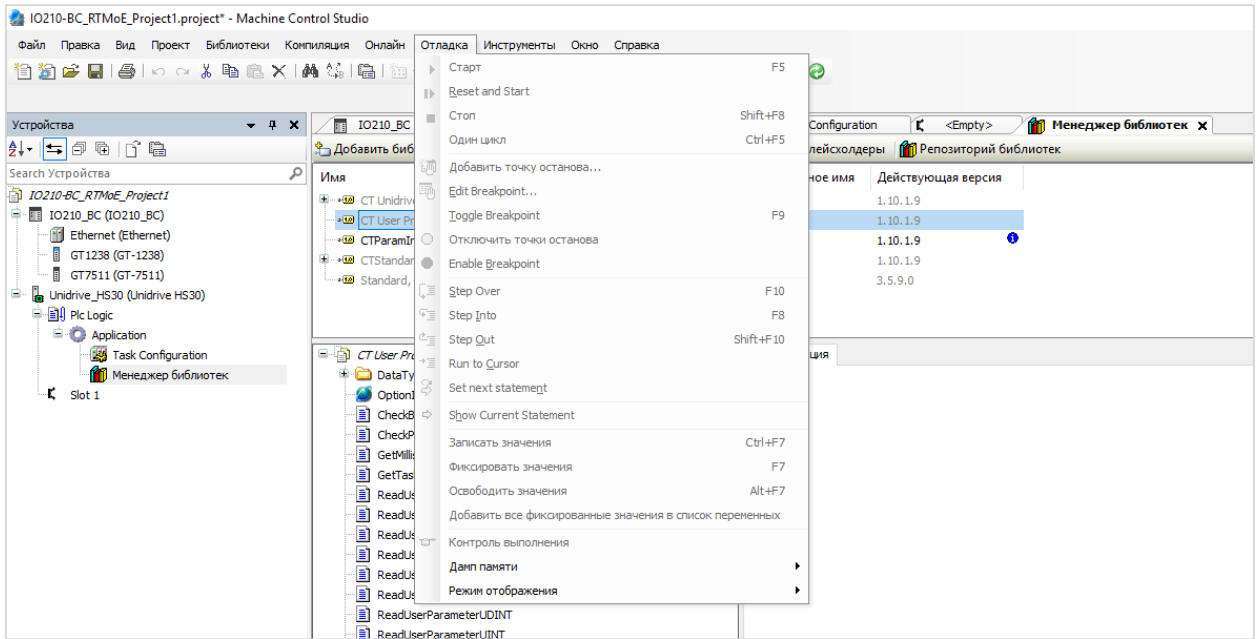 IO210-BC_RTMoE_Project1.project* - Machine Control Studio
Файл Правка Вид Проект Библиотеки Компиляция Онлайн Отладка Инструменты Окно Справка
Старт F5
Reset and Start
Стоп Shift+F8
Один цикл Ctrl+F5
Добавить точку останова...
Edit Breakpoint...
Toggle Breakpoint F9
Отключить точки останова
Enable Breakpoint
Step Over F10
Step Into F8
Step Out Shift+F10
Run to Cursor
Set next statement
Show Current Statement
Записать значения Ctrl+F7
Фиксировать значения F7
Освободить значения Alt+F7
Добавить все фиксированные значения в список переменных
Контроль выполнения
Дамп памяти
Режим отображения
Устройства
Search Устройства
IO210-BC_RTMoE_Project1
IO210_BC (IO210_BC)
Ethernet (Ethernet)
GT1238 (GT-1238)
GT7511 (GT-7511)
Unidrive_HS30 (Unidrive HS30)
Plc Logic
Application
Task Configuration
Менеджер библиотек
Slot 1
IO210_BC
Configuration
<Empty>
Менеджер библиотек
Добавить биб
лейсхолдеры
Репозиторий библиотек
Имя
ное имя
Действующая версия
CT Unidriv
1.10.1.9
CT User Pr
1.10.1.9
CTParamIr
1.10.1.9
CTStandar
1.10.1.9
Standard,
3.5.9.0
CT User Pro
ция
DataTy
OptionI
CheckB
CheckP
GetMilli
GetTas
ReadUs
ReadUs
ReadUs
ReadUs
ReadUs
ReadUs
ReadUserParameterUDINT
ReadUserParameterUINT